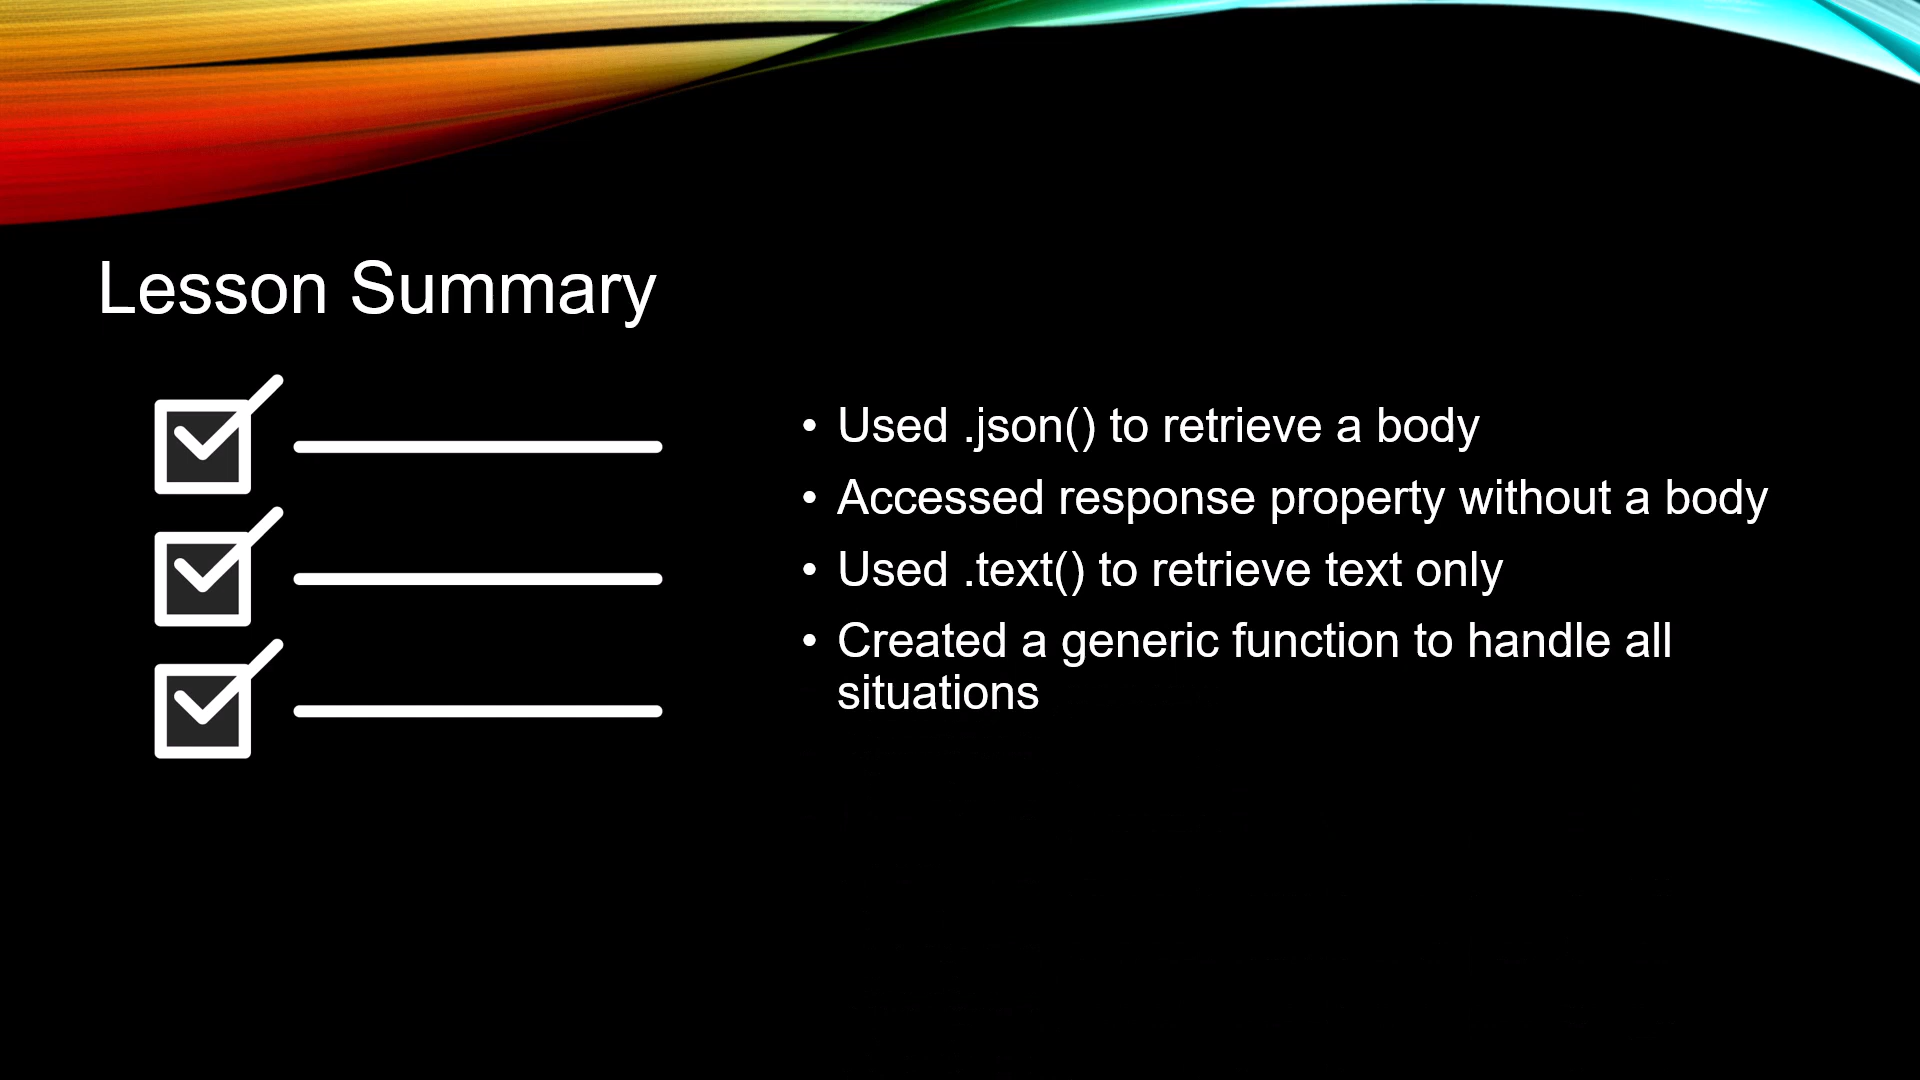 Lesson Summary
• Used .json() to retrieve a body
• Accessed response property without a body
• Used .text() to retrieve text only
• Created a generic function to handle all
situations